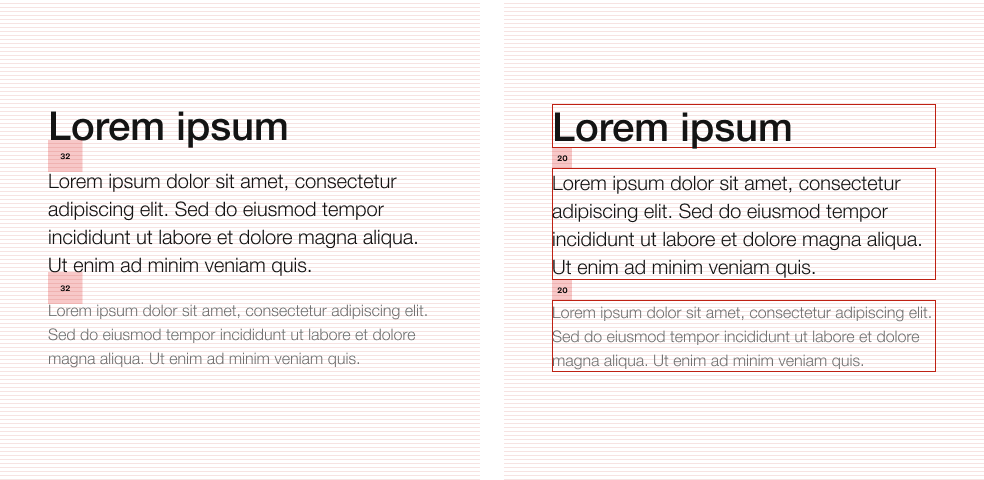 Lorem ipsum
32
Lorem ipsum dolor sit amet, consectetur
adipiscing elit. Sed do eiusmod tempor
incididunt ut labore et dolore magna aliqua.
Ut enim ad minim veniam quis.
32
Lorem ipsum dolor sit amet, consectetur adipiscing elit.
Sed do eiusmod tempor incididunt ut labore et dolore
magna aliqua. Ut enim ad minim veniam quis.
Lorem ipsum
20
Lorem ipsum dolor sit amet, consectetur
adipiscing elit. Sed do eiusmod tempor
incididunt ut labore et dolore magna aliqua.
Ut enim ad minim veniam quis.
20
Lorem ipsum dolor sit amet, consectetur adipiscing elit.
Sed do eiusmod tempor incididunt ut labore et dolore
magna aliqua. Ut enim ad minim veniam quis.